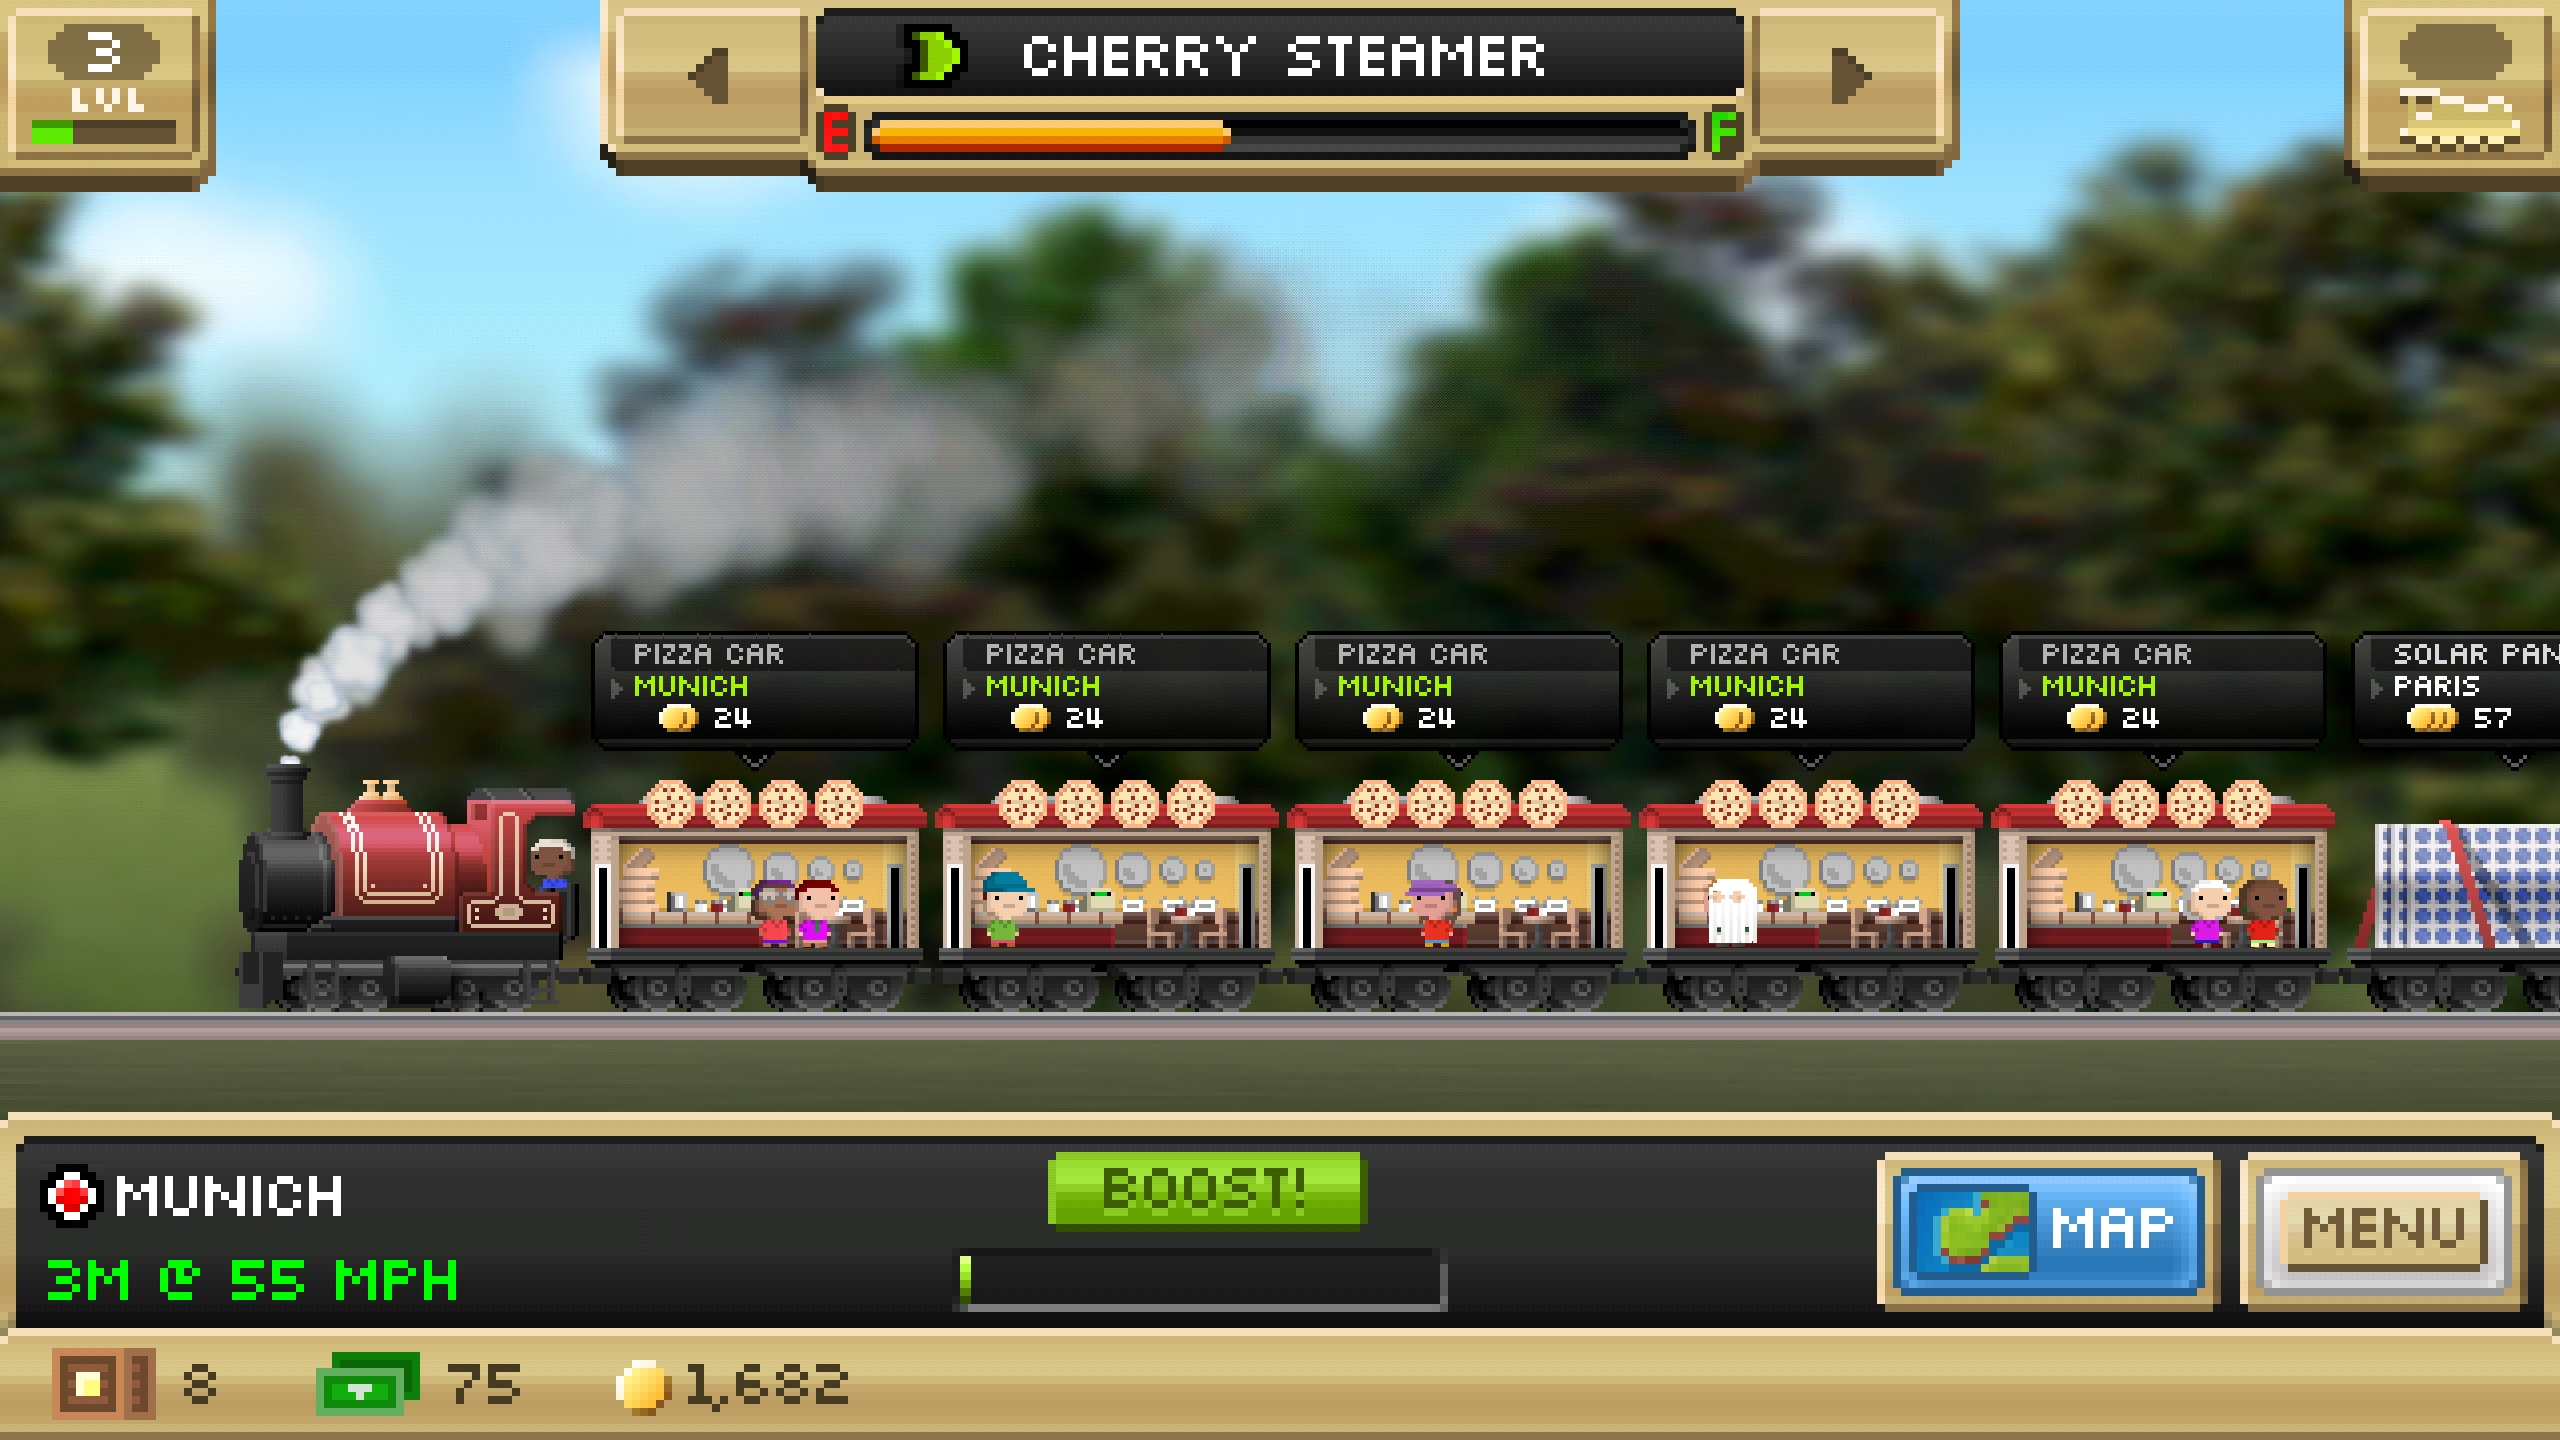 3
LVL
CHERRY STEAMER
E
F
PIZZA CAR
MUNICH
24
PIZZA CAR
MUNICH
24
PIZZA CAR
MUNICH
24
PIZZA CAR
MUNICH
24
PIZZA CAR
MUNICH
24
SOLAR PAN
PARIS
57
MUNICH
3M @ 55 MPH
BOOST!
MAP
MENU
8
75
1,682